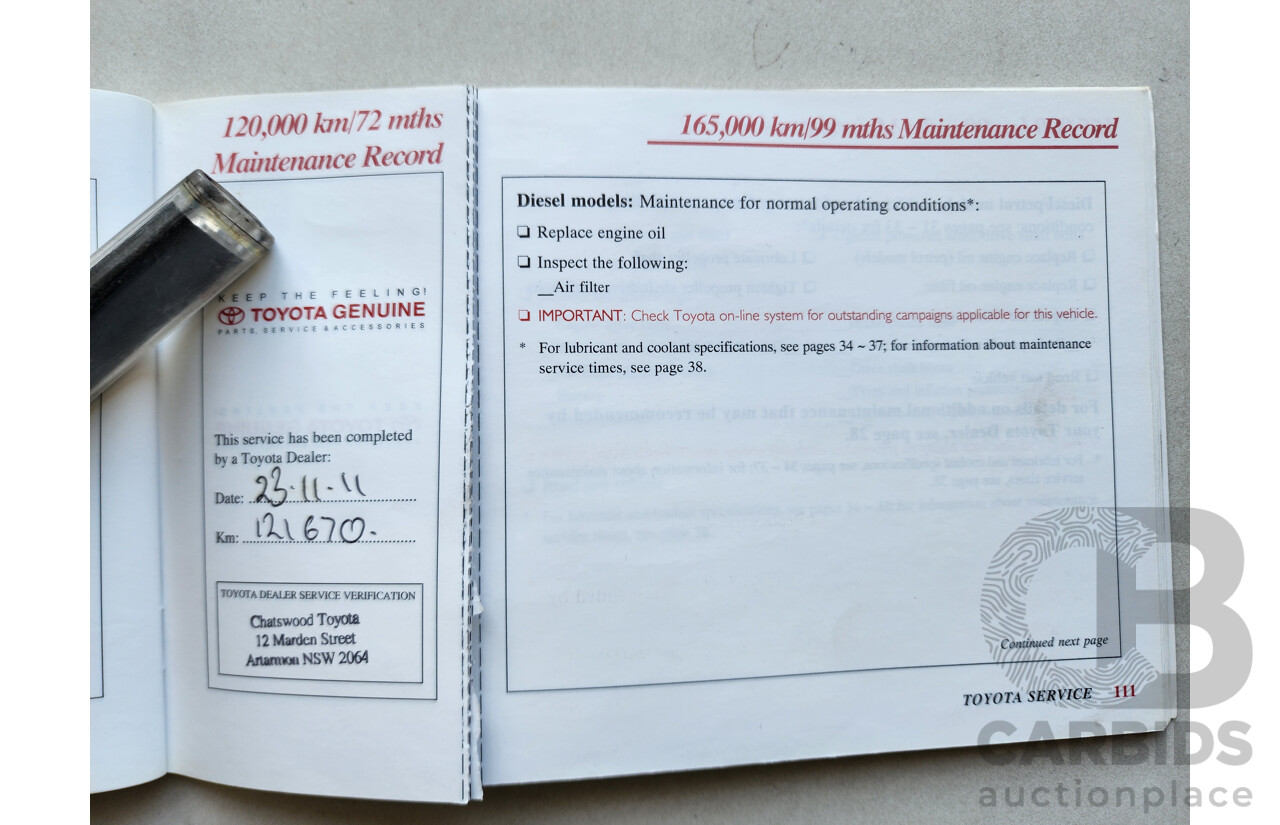 120,000 km/72 mths
Maintenance Record
KEEP THE FEELING!
TOYOTA GENUINE
PARTS, SERVICE & ACCESSORIES
This service has been completed
by a Toyota Dealer:
Date: 23-11-11
Km: 121670-
TOYOTA DEALER SERVICE VERIFICATION
Chatswood Toyota
12 Marden Street
Artarmon NSW 2064
165,000 km/99 mths Maintenance Record
Diesel models: Maintenance for normal operating conditions*:
❏ Replace engine oil
❏ Inspect the following:
__Air filter
❏ IMPORTANT: Check Toyota on-line system for outstanding campaigns applicable for this vehicle.
* For lubricant and coolant specifications, see pages 34 ~ 37; for information about maintenance
service times, see page 38.
Continued next page
TOYOTA SERVICE 111
CB
CARBIDS
auctionplace